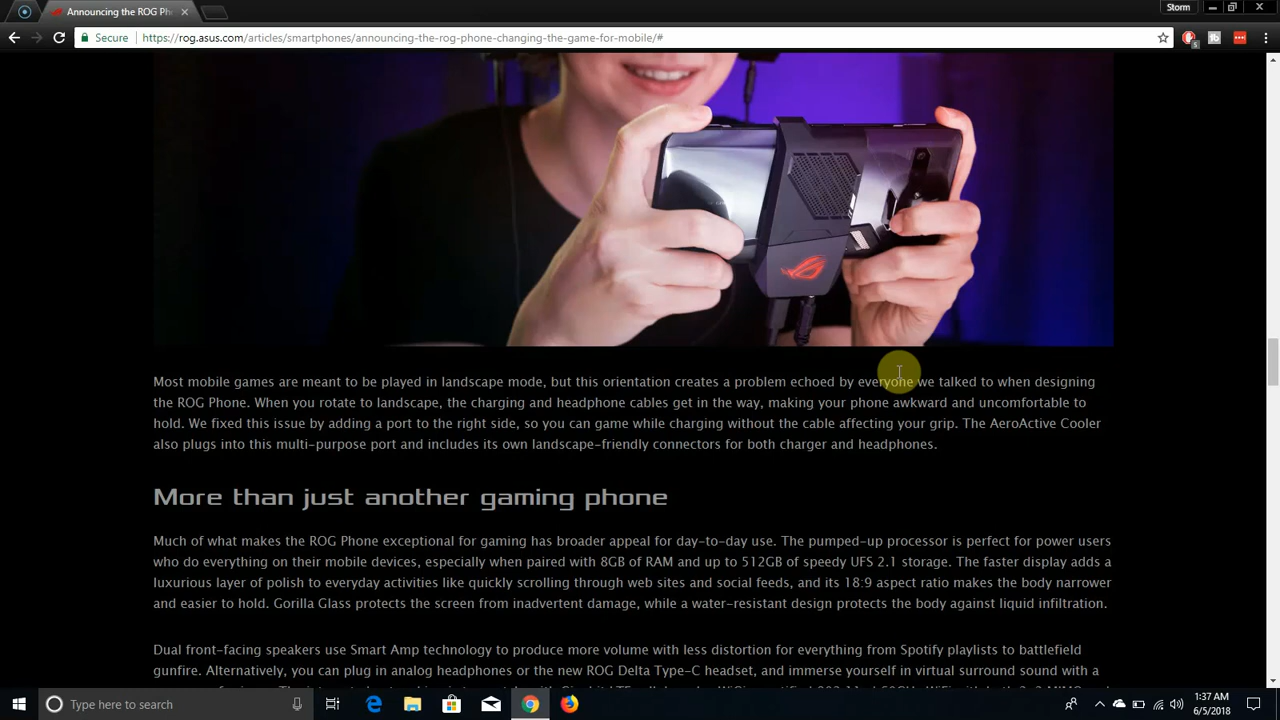 Announcing the ROG Ph
Storm
Secure
https://rog.asus.com/articles/smartphones/announcing-the-rog-phone-changing-the-game-for-mobile/#
5
Most mobile games are meant to be played in landscape mode, but this orientation creates a problem echoed by everyone we talked to when designing
the ROG Phone. When you rotate to landscape, the charging and headphone cables get in the way, making your phone awkward and uncomfortable to
hold. We fixed this issue by adding a port to the right side, so you can game while charging without the cable affecting your grip. The AeroActive Cooler
also plugs into this multi-purpose port and includes its own landscape-friendly connectors for both charger and headphones.
More than just another gaming phone
Much of what makes the ROG Phone exceptional for gaming has broader appeal for day-to-day use. The pumped-up processor is perfect for power users
who do everything on their mobile devices, especially when paired with 8GB of RAM and up to 512GB of speedy UFS 2.1 storage. The faster display adds a
luxurious layer of polish to everyday activities like quickly scrolling through web sites and social feeds, and its 18:9 aspect ratio makes the body narrower
and easier to hold. Gorilla Glass protects the screen from inadvertent damage, while a water-resistant design protects the body against liquid infiltration.
Dual front-facing speakers use Smart Amp technology to produce more volume with less distortion for everything from Spotify playlists to battlefield
gunfire. Alternatively, you can plug in analog headphones or the new ROG Delta Type-C headset, and immerse yourself in virtual surround sound with a
Type here to search
1:37 AM
6/5/2018